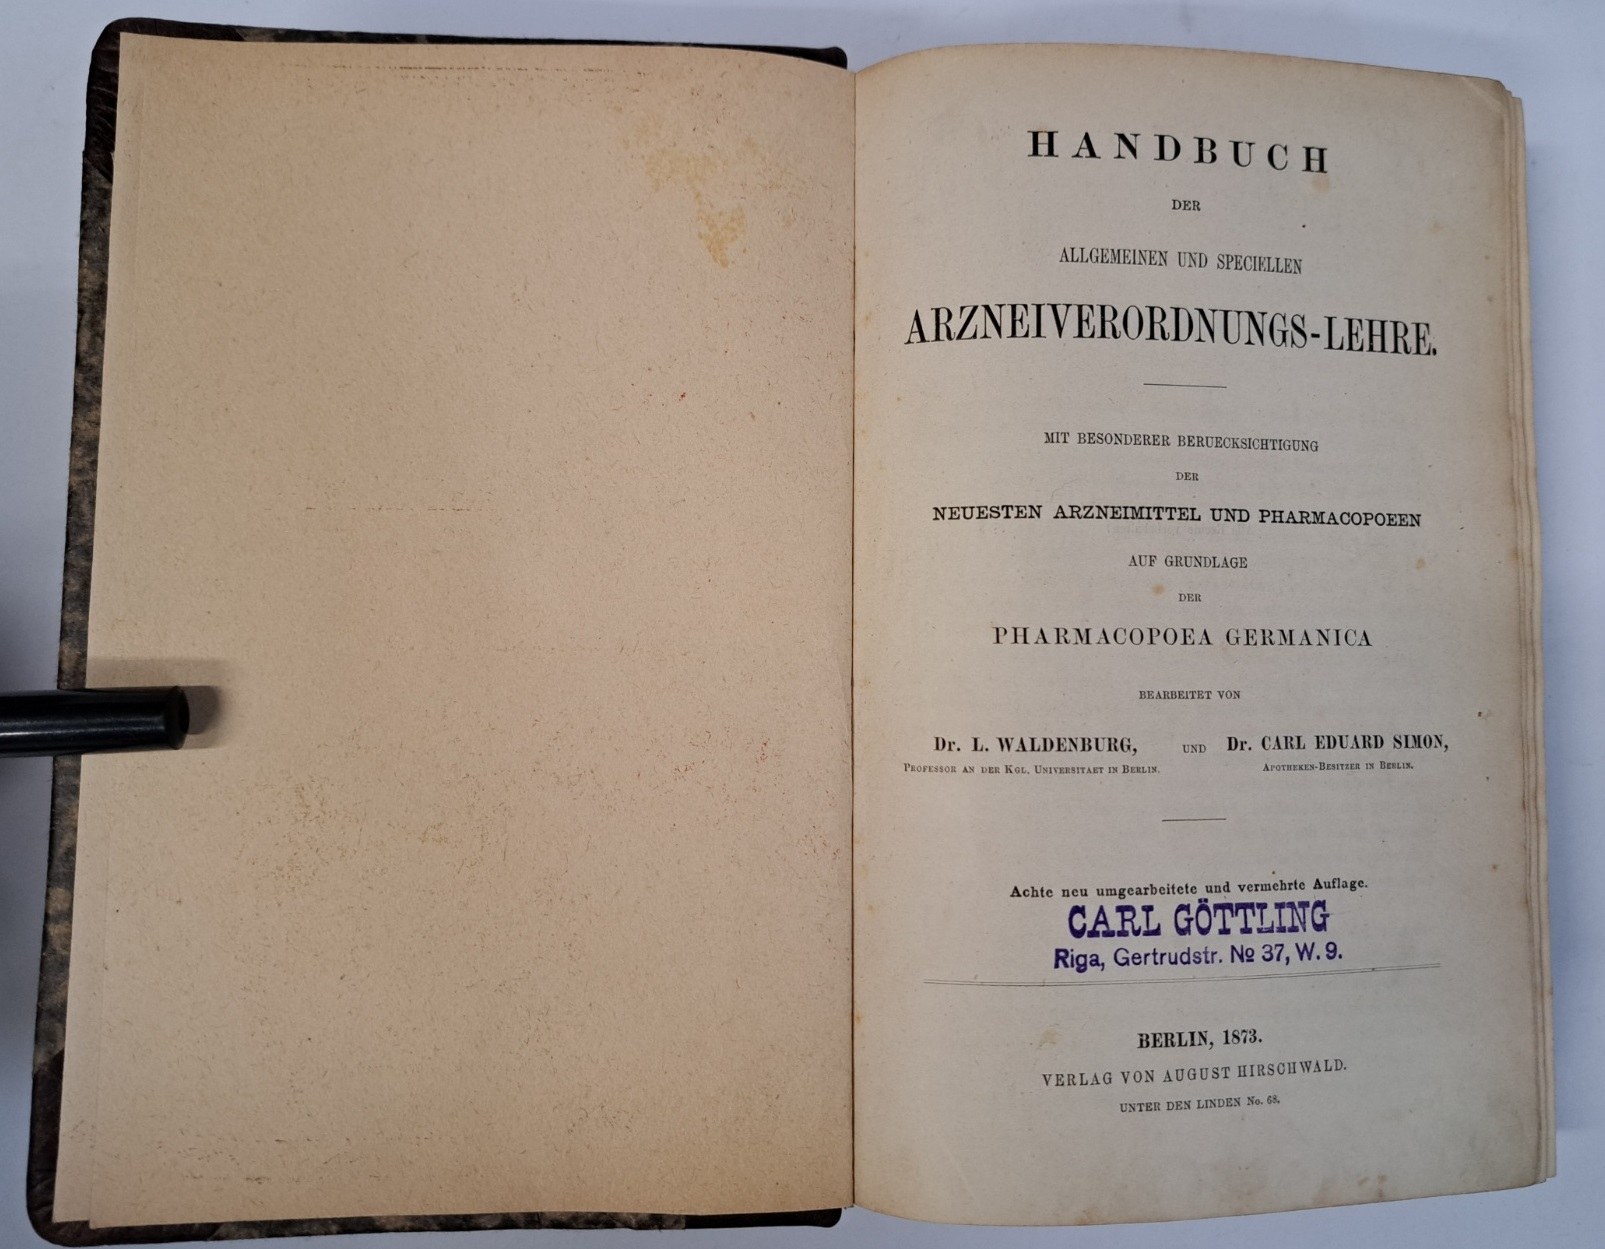 HANDBUCH
DER
ALLGEMEINEN UND SPECIELLEN
ARZNEIVERORDNUNGS-LEHRE.
MIT BESONDERER BERUECKSICHTIGUNG
DER
NEUESTEN ARZNEIMITTEL UND PHARMACOPOEEN
AUF GRUNDLAGE
DER
PHARMACOPOEA GERMANICA
BEARBEITET VON
Dr. L. WALDENBURG, UND Dr. CARL EDUARD SIMON,
PROFESSOR AN DER KGL. UNIVERSITAET IN BERLIN. APOTHEKEN-BESITZER IN BERLIN.
Achte neu umgearbeitete und vermehrte Auflage.
CARL GÖTTLING
Riga, Gertrudstr. № 37, W. 9.
BERLIN, 1873.
VERLAG VON AUGUST HIRSCHWALD.
UNTER DEN LINDEN No. 68.